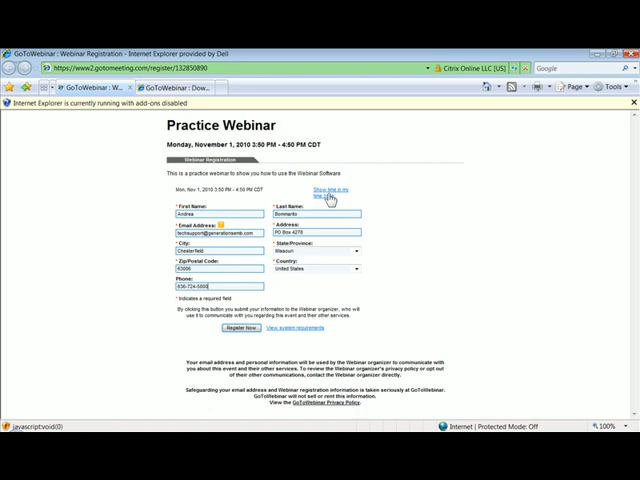 GoToWebinar : Webinar Registration - Internet Explorer provided by Dell
https://www2.gotomeeting.com/register/132850890
Citrix Online LLC [US]
Google
GoToWebinar : W...
GoToWebinar : Dow...
Page
Tools
Internet Explorer is currently running with add-ons disabled
Practice Webinar
Monday, November 1, 2010 3:50 PM - 4:50 PM CDT
Webinar Registration
This is a practice webinar to show you how to use the Webinar Software
Mon, Nov 1, 2010 3:50 PM - 4:50 PM CDT
Show time in my
time
* First Name:
* Last Name:
Andrea
Bommarito
* Email Address:
* Address:
techsupport@generationsemb.com
PO Box 4278
* City:
* State/Province:
Chesterfield
Missouri
* Zip/Postal Code:
* Country:
63006
United States
Phone:
636-724-5800
* Indicates a required field
By clicking this button you submit your information to the Webinar organizer, who will
use it to communicate with you regarding this event and their other services.
Register Now
View system requirements
Your email address and personal information will be used by the Webinar organizer to communicate with
you about this event and their other services. To review the Webinar organizer's privacy policy or opt
out of their other communications, contact the Webinar organizer directly.
Safeguarding your email address and Webinar registration information is taken seriously at GoToWebinar.
GoToWebinar will not sell or rent this information.
View the GoToWebinar Privacy Policy.
javascript:void(0)
Internet | Protected Mode: Off
100%